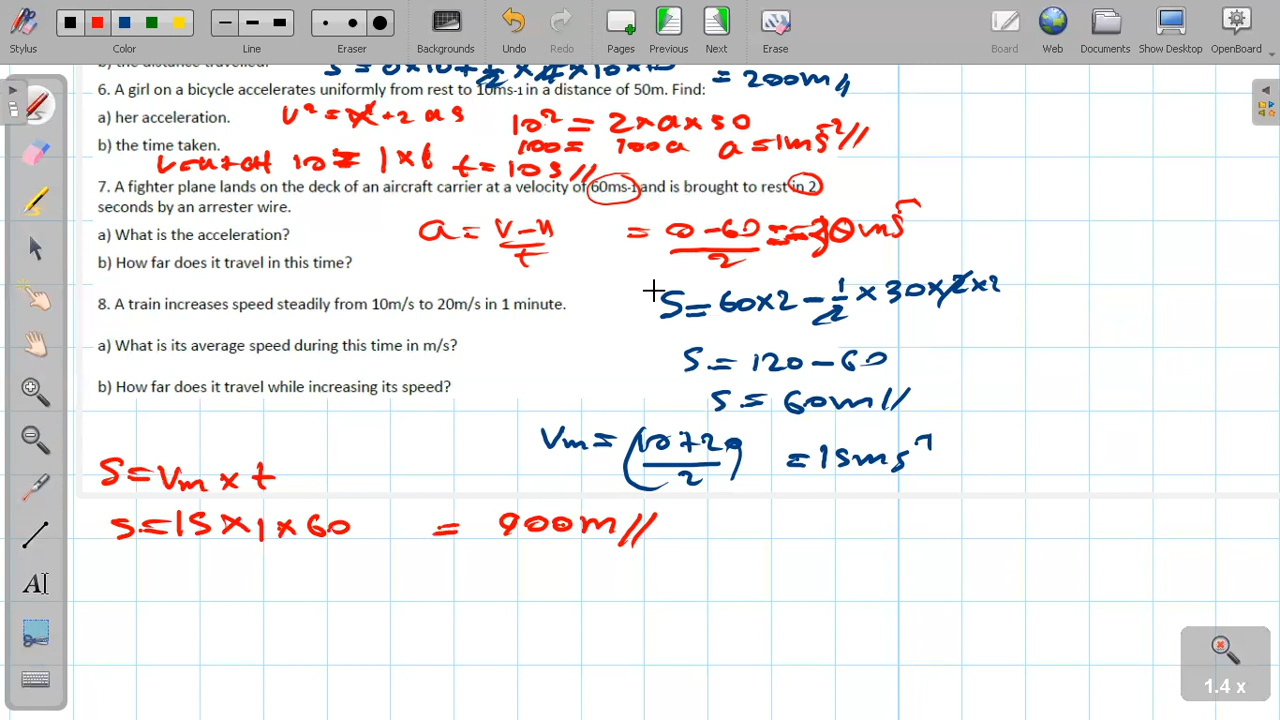 Stylus
Color
Line
Eraser
Backgrounds
Undo
Redo
Pages
Previous
Next
Erase
Board
Web
Documents
Show Desktop
OpenBoard
= 200m //
6. A girl on a bicycle accelerates uniformly from rest to 10ms-1 in a distance of 50m. Find:
a) her acceleration.
10² = 2 x a x 50
100 = 100a a = 1ms⁻² //
b) the time taken.
v = u + at 10 = 1 x t t = 10s //
7. A fighter plane lands on the deck of an aircraft carrier at a velocity of 60ms-1 and is brought to rest in 2
seconds by an arrester wire.
a) What is the acceleration?
a = v - u / t = 0 - 60 / 2 = -30 ms
b) How far does it travel in this time?
S = 60 x 2 - 1/2 x 30 x 2 x 2
8. A train increases speed steadily from 10m/s to 20m/s in 1 minute.
a) What is its average speed during this time in m/s?
S = 120 - 60
b) How far does it travel while increasing its speed?
S = 60m //
Vm = (10 + 20 / 2) = 15ms⁻¹
S = Vm x t
S = 15 x 1 x 60 = 900m //
1.4 x